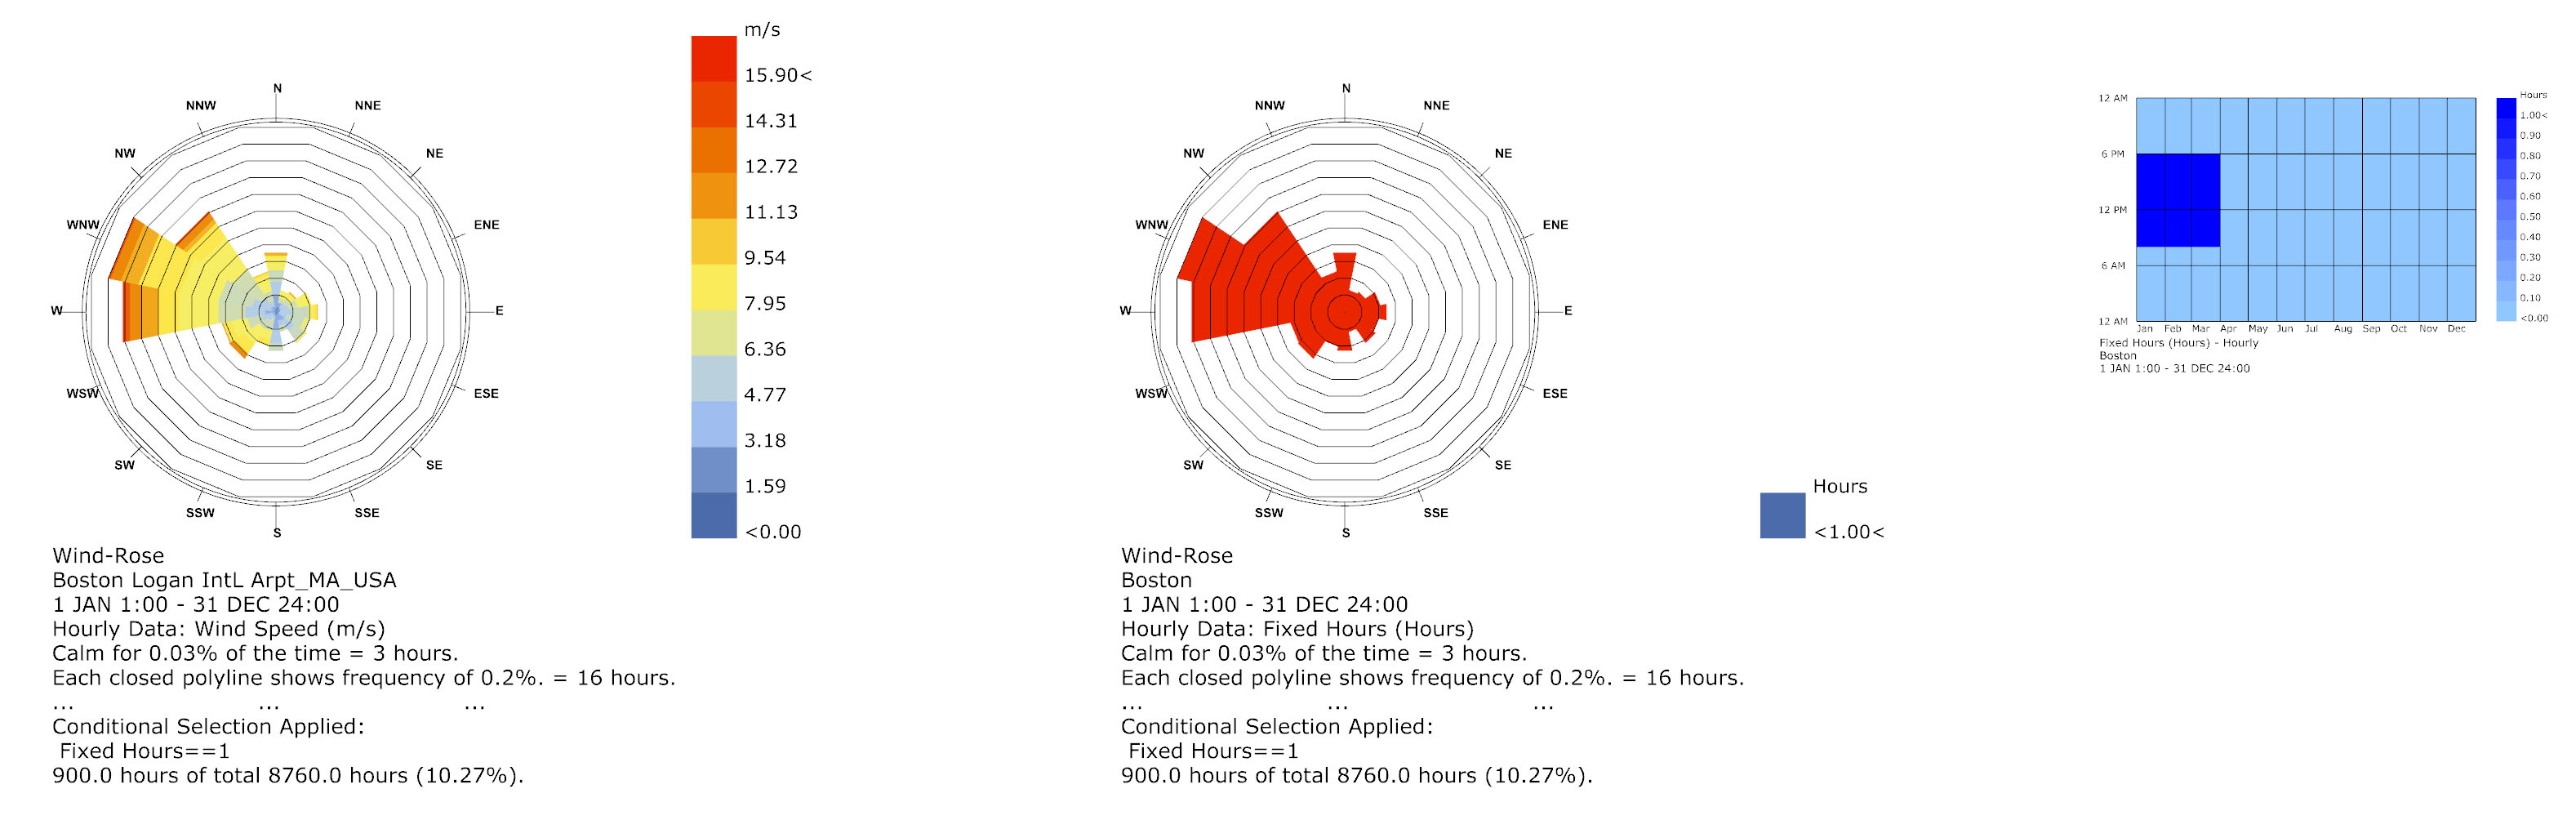 m/s
15.90<
14.31
12.72
11.13
9.54
7.95
6.36
4.77
3.18
1.59
<0.00
N
NNW
NNE
NW
NE
WNW
ENE
W
E
WSW
ESE
SW
SE
SSW
SSE
S
Wind-Rose
Boston Logan IntL Arpt_MA_USA
1 JAN 1:00 - 31 DEC 24:00
Hourly Data: Wind Speed (m/s)
Calm for 0.03% of the time = 3 hours.
Each closed polyline shows frequency of 0.2%. = 16 hours.
... ... ...
Conditional Selection Applied:
Fixed Hours==1
900.0 hours of total 8760.0 hours (10.27%).
N
NNW
NNE
NW
NE
WNW
ENE
W
E
WSW
ESE
SW
SE
SSW
SSE
S
Hours
<1.00<
Wind-Rose
Boston
1 JAN 1:00 - 31 DEC 24:00
Hourly Data: Fixed Hours (Hours)
Calm for 0.03% of the time = 3 hours.
Each closed polyline shows frequency of 0.2%. = 16 hours.
... ... ...
Conditional Selection Applied:
Fixed Hours==1
900.0 hours of total 8760.0 hours (10.27%).
12 AM
6 PM
12 PM
6 AM
12 AM
Jan Feb Mar Apr May Jun Jul Aug Sep Oct Nov Dec
Hours
1.00<
0.90
0.80
0.70
0.60
0.50
0.40
0.30
0.20
0.10
<0.00
Fixed Hours (Hours) - Hourly
Boston
1 JAN 1:00 - 31 DEC 24:00